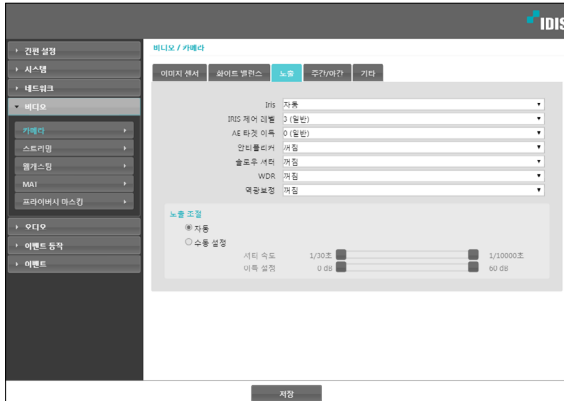 IDIS
간편 설정
시스템
네트워크
비디오
카메라
스트리밍
웹캐스팅
MAT
프라이버시 마스킹
오디오
이벤트 동작
이벤트
비디오 / 카메라
이미지 센서 화이트 밸런스 노출 주간/야간 기타
Iris 자동
IRIS 제어 레벨 0 (일반)
AE 타겟 이득 0 (일반)
안티플리커 꺼짐
슬로우 셔터 꺼짐
WDR 꺼짐
역광보정 꺼짐
노출 조절
자동
수동 설정
셔터 속도 1/30초 1/10000초
이득 설정 0 dB 60 dB
저장